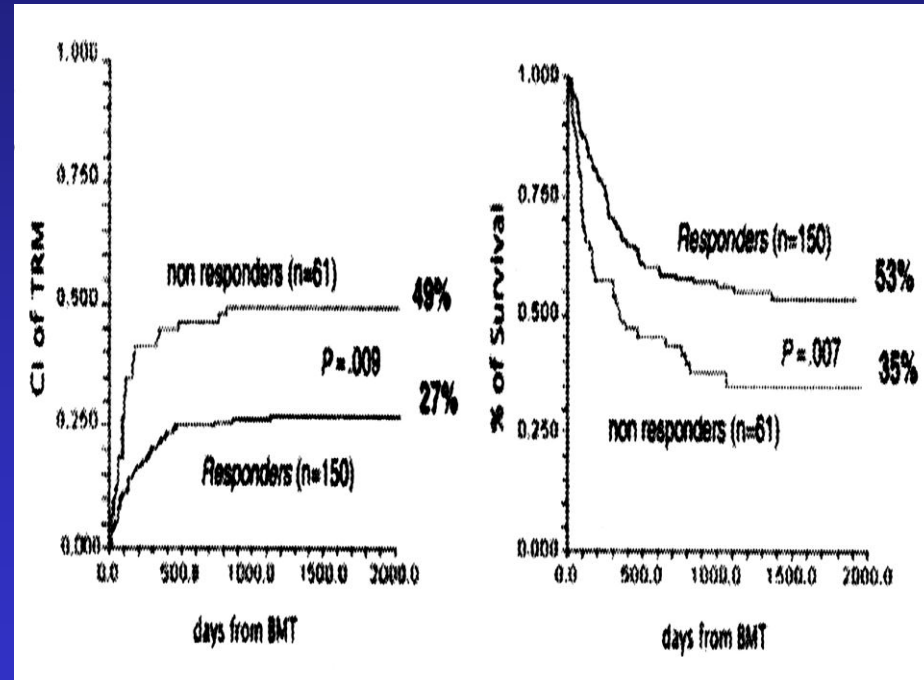 CI of TRM
1.000
0.750
0.500
0.250
0.000
non responders (n=61)
49%
P = .009
27%
Responders (n=150)
0.0
500.0
1000.0
1500.0
2000.0
days from BMT
% of Survival
1.000
0.750
0.500
0.250
0.000
Responders (n=150)
53%
P = .007
35%
non responders (n=61)
0.0
500.0
1000.0
1500.0
2000.0
days from BMT